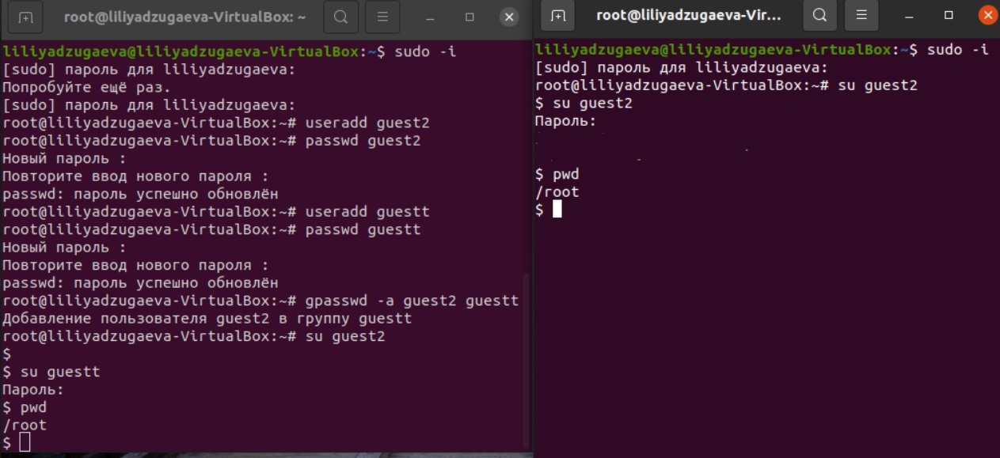 root@liliyadzugaeva-VirtualBox: ~
liliyadzugaeva@liliyadzugaeva-VirtualBox:~$ sudo -i
[sudo] пароль для liliyadzugaeva:
Попробуйте ещё раз.
[sudo] пароль для liliyadzugaeva:
root@liliyadzugaeva-VirtualBox:~# useradd guest2
root@liliyadzugaeva-VirtualBox:~# passwd guest2
Новый пароль :
Повторите ввод нового пароля :
passwd: пароль успешно обновлён
root@liliyadzugaeva-VirtualBox:~# useradd guestt
root@liliyadzugaeva-VirtualBox:~# passwd guestt
Новый пароль :
Повторите ввод нового пароля :
passwd: пароль успешно обновлён
root@liliyadzugaeva-VirtualBox:~# gpasswd -a guest2 guestt
Добавление пользователя guest2 в группу guestt
root@liliyadzugaeva-VirtualBox:~# su guest2
$
$ su guestt
Пароль:
$ pwd
/root
$
root@liliyadzugaeva-Vir...
liliyadzugaeva@liliyadzugaeva-VirtualBox:~$ sudo -i
[sudo] пароль для liliyadzugaeva:
root@liliyadzugaeva-VirtualBox:~# su guest2
$ su guest2
Пароль:
$ pwd
/root
$